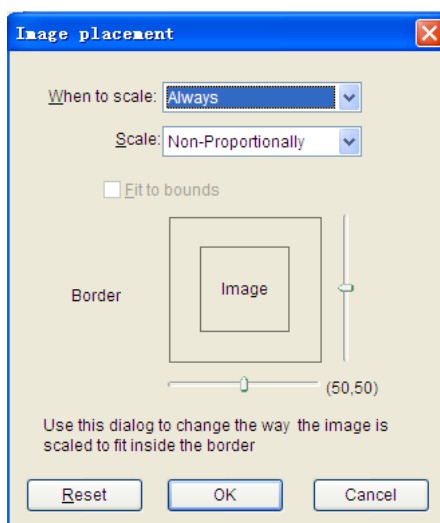 Image placement
When to scale: Always
Scale: Non-Proportionally
Fit to bounds
Border
Image
(50,50)
Use this dialog to change the way the image is
scaled to fit inside the border
Reset OK Cancel